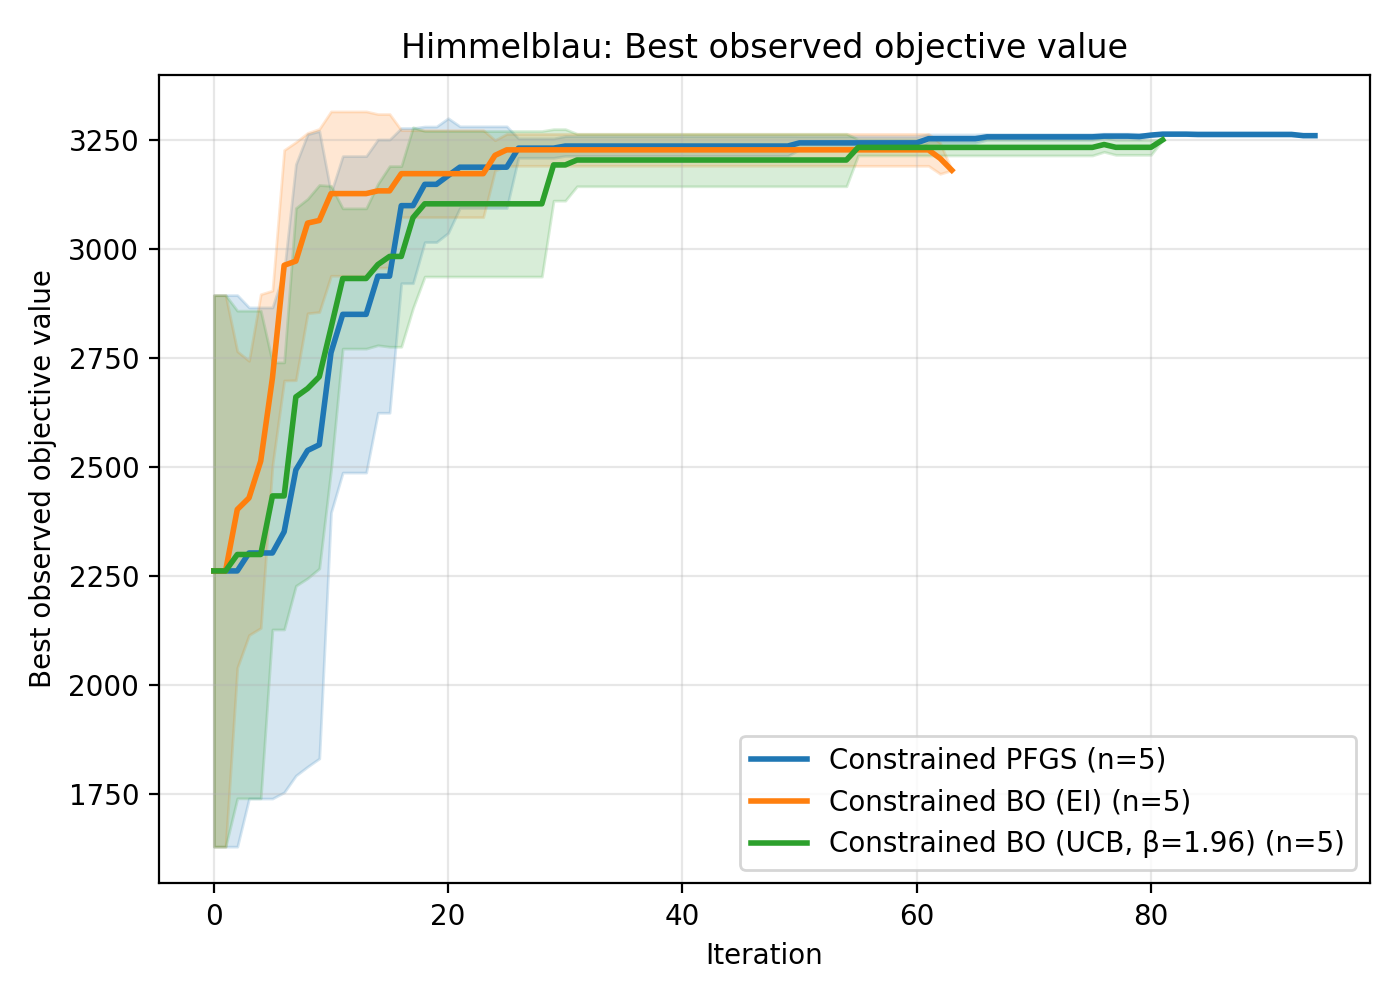 Himmelblau: Best observed objective value
Best observed objective value
3250
3000
2750
2500
2250
2000
1750
0
20
40
60
80
Iteration
Constrained PFGS (n=5)
Constrained BO (EI) (n=5)
Constrained BO (UCB, β=1.96) (n=5)